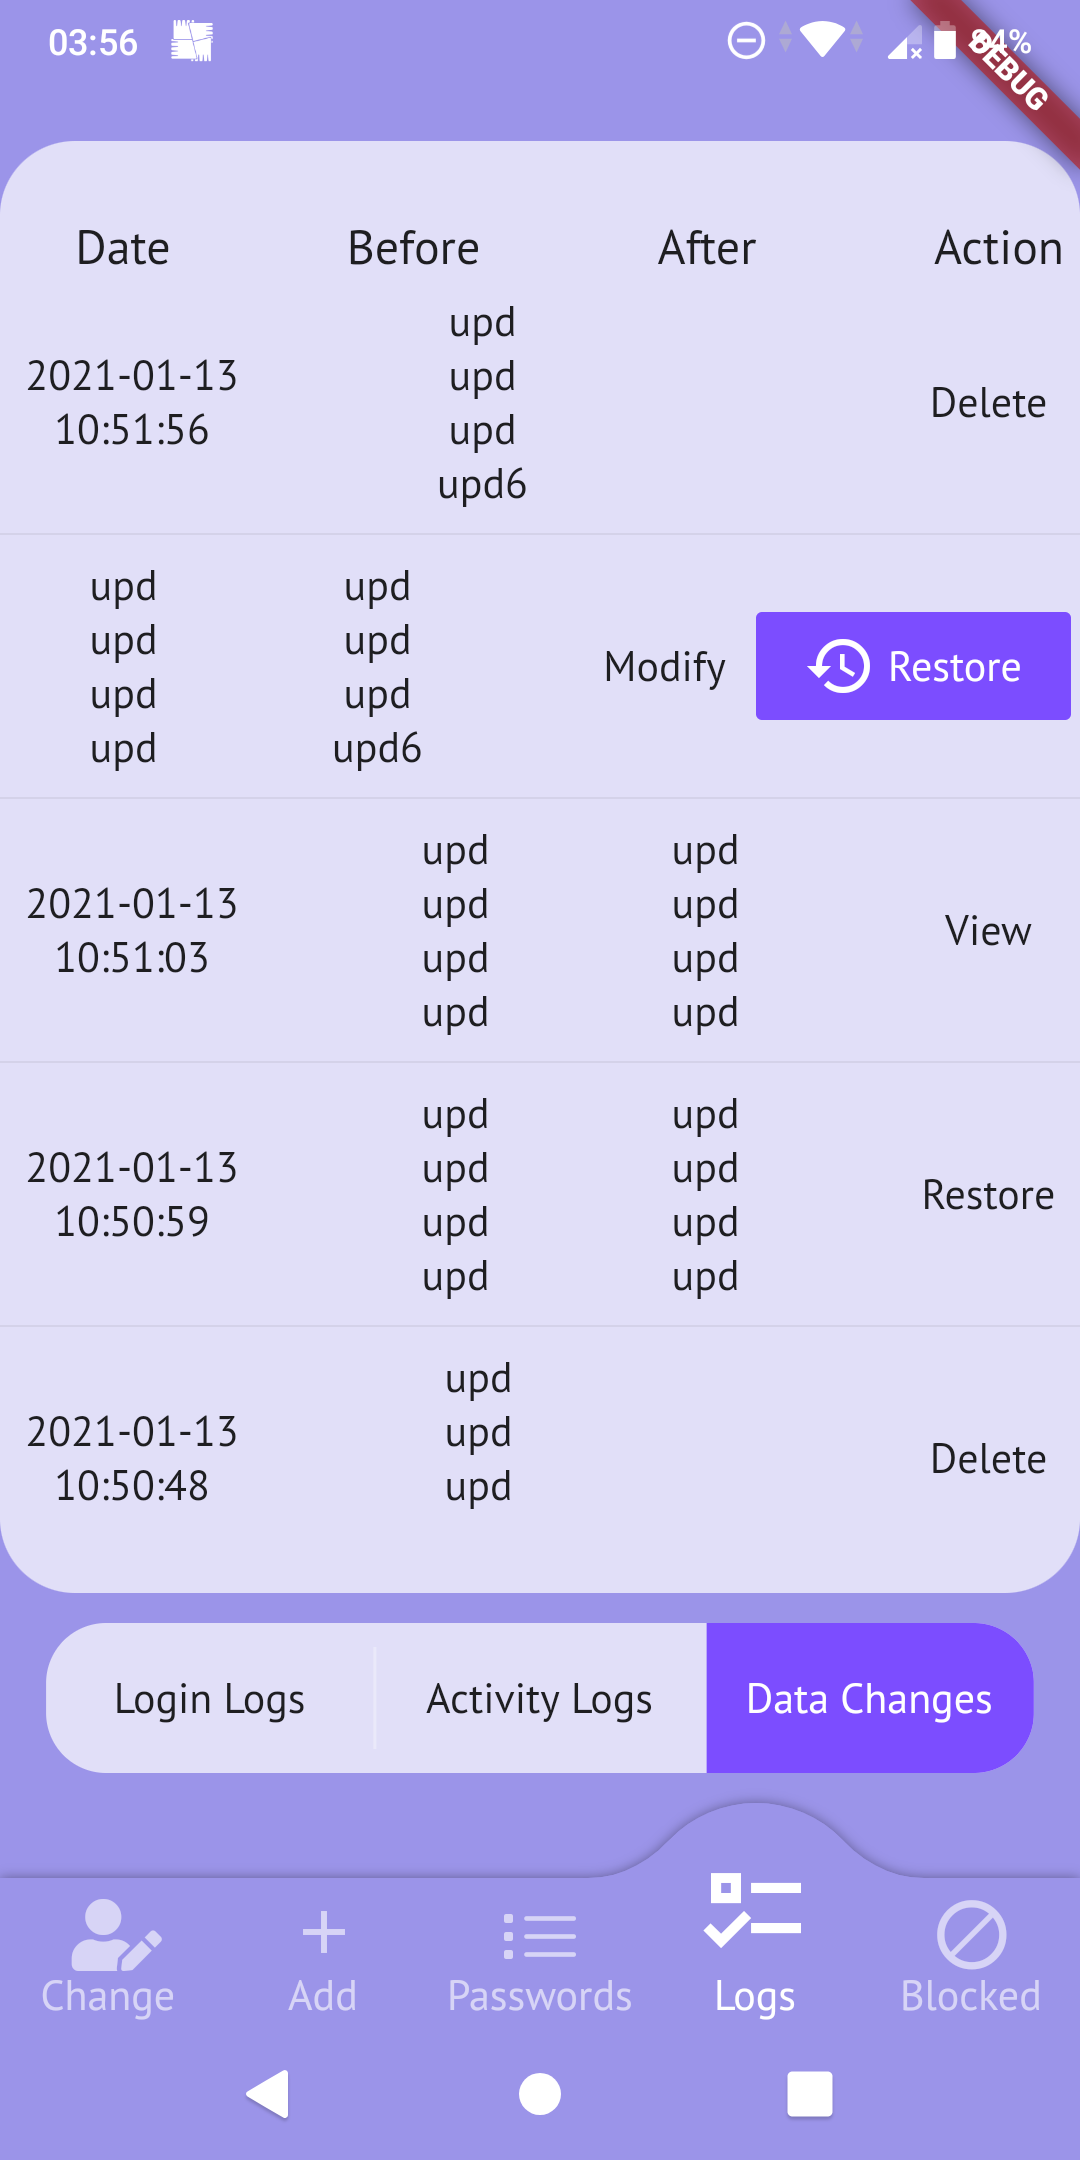 03:56
84%
DEBUG
Date Before After Action
upd
upd
upd
upd6
2021-01-13
10:51:56
Delete
upd
upd
upd
upd
upd
upd
upd
upd6
Modify
Restore
2021-01-13
10:51:03
upd
upd
upd
upd
upd
upd
upd
upd
View
2021-01-13
10:50:59
upd
upd
upd
upd
upd
upd
upd
upd
Restore
2021-01-13
10:50:48
upd
upd
upd
Delete
Login Logs Activity Logs Data Changes
Change Add Passwords Logs Blocked